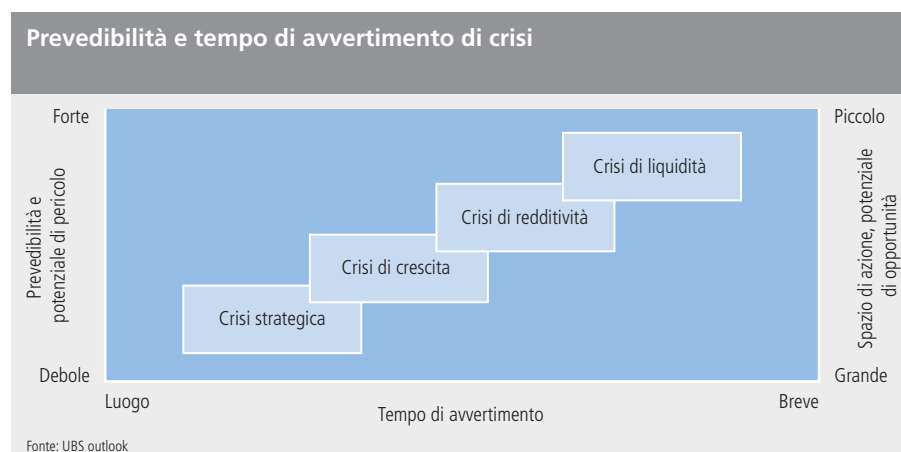 Prevedibilità e tempo di avvertimento di crisi
Forte
Piccolo
Prevedibilità e
potenziale di pericolo
Crisi di liquidità
Crisi di redditività
Crisi di crescita
Crisi strategica
Spazio di azione, potenziale
di opportunità
Debole
Grande
Luogo
Tempo di avvertimento
Breve
Fonte: UBS outlook